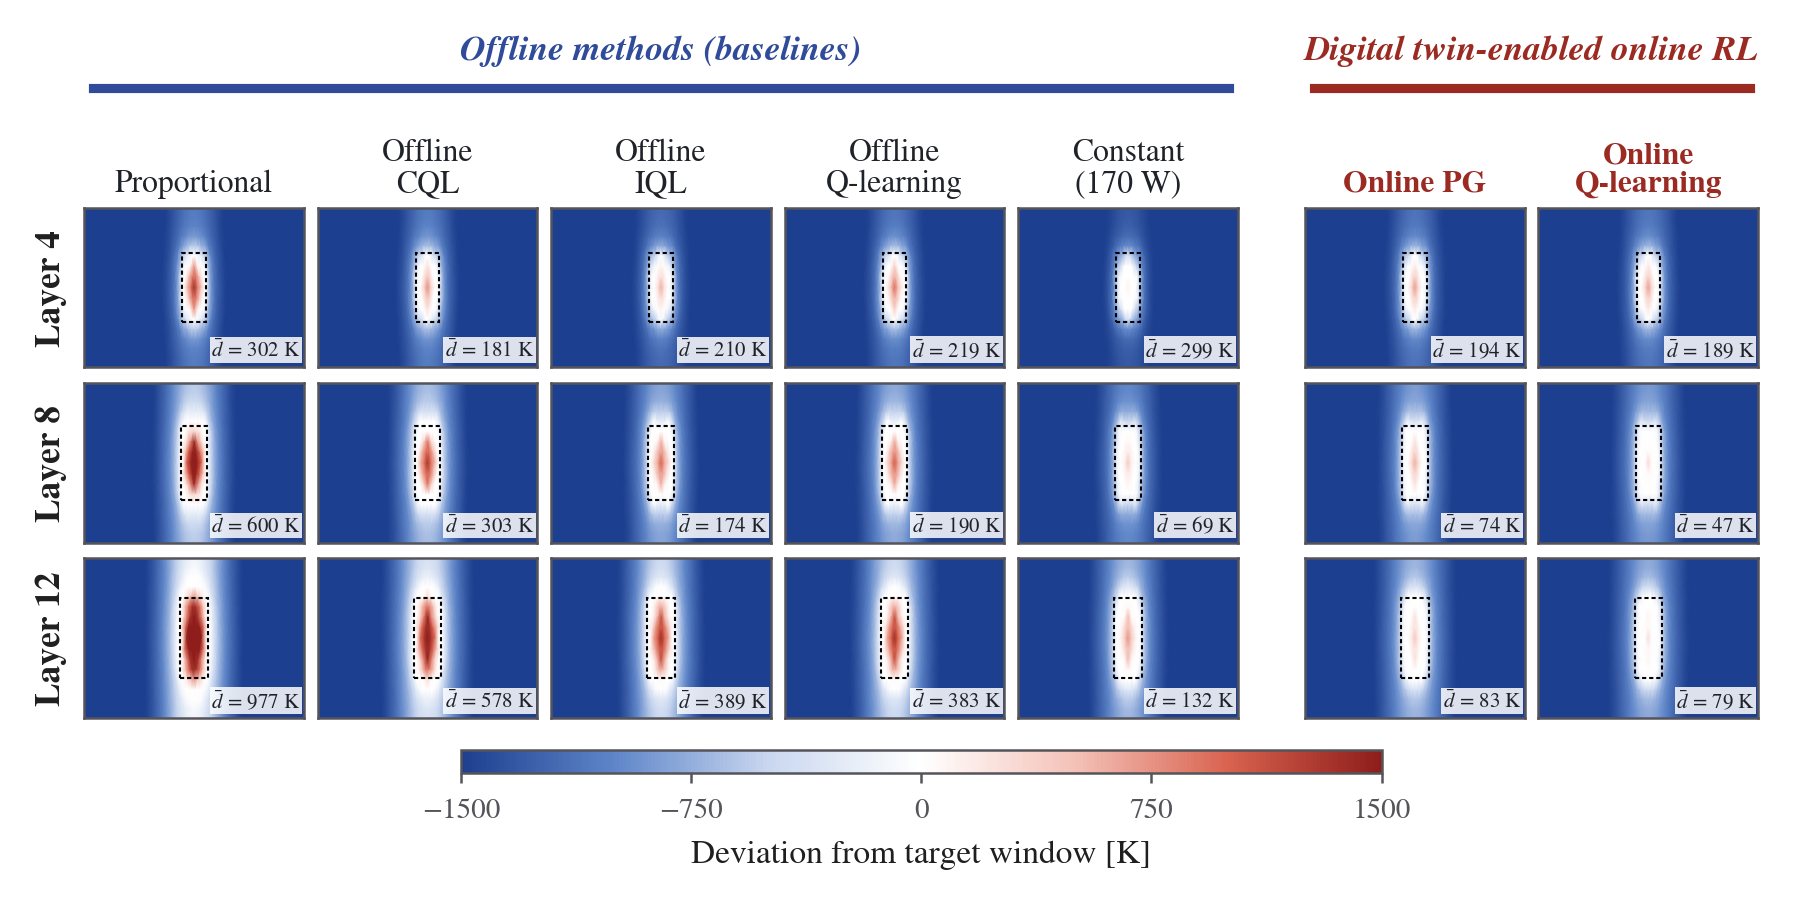 Offline methods (baselines)
Digital twin-enabled online RL
Proportional
Offline
CQL
Offline
IQL
Offline
Q-learning
Constant
(170 W)
Online PG
Online
Q-learning
Layer 4
d̄ = 302 K
d̄ = 181 K
d̄ = 210 K
d̄ = 219 K
d̄ = 299 K
d̄ = 194 K
d̄ = 189 K
Layer 8
d̄ = 600 K
d̄ = 303 K
d̄ = 174 K
d̄ = 190 K
d̄ = 69 K
d̄ = 74 K
d̄ = 47 K
Layer 12
d̄ = 977 K
d̄ = 578 K
d̄ = 389 K
d̄ = 383 K
d̄ = 132 K
d̄ = 83 K
d̄ = 79 K
−1500
−750
0
750
1500
Deviation from target window [K]